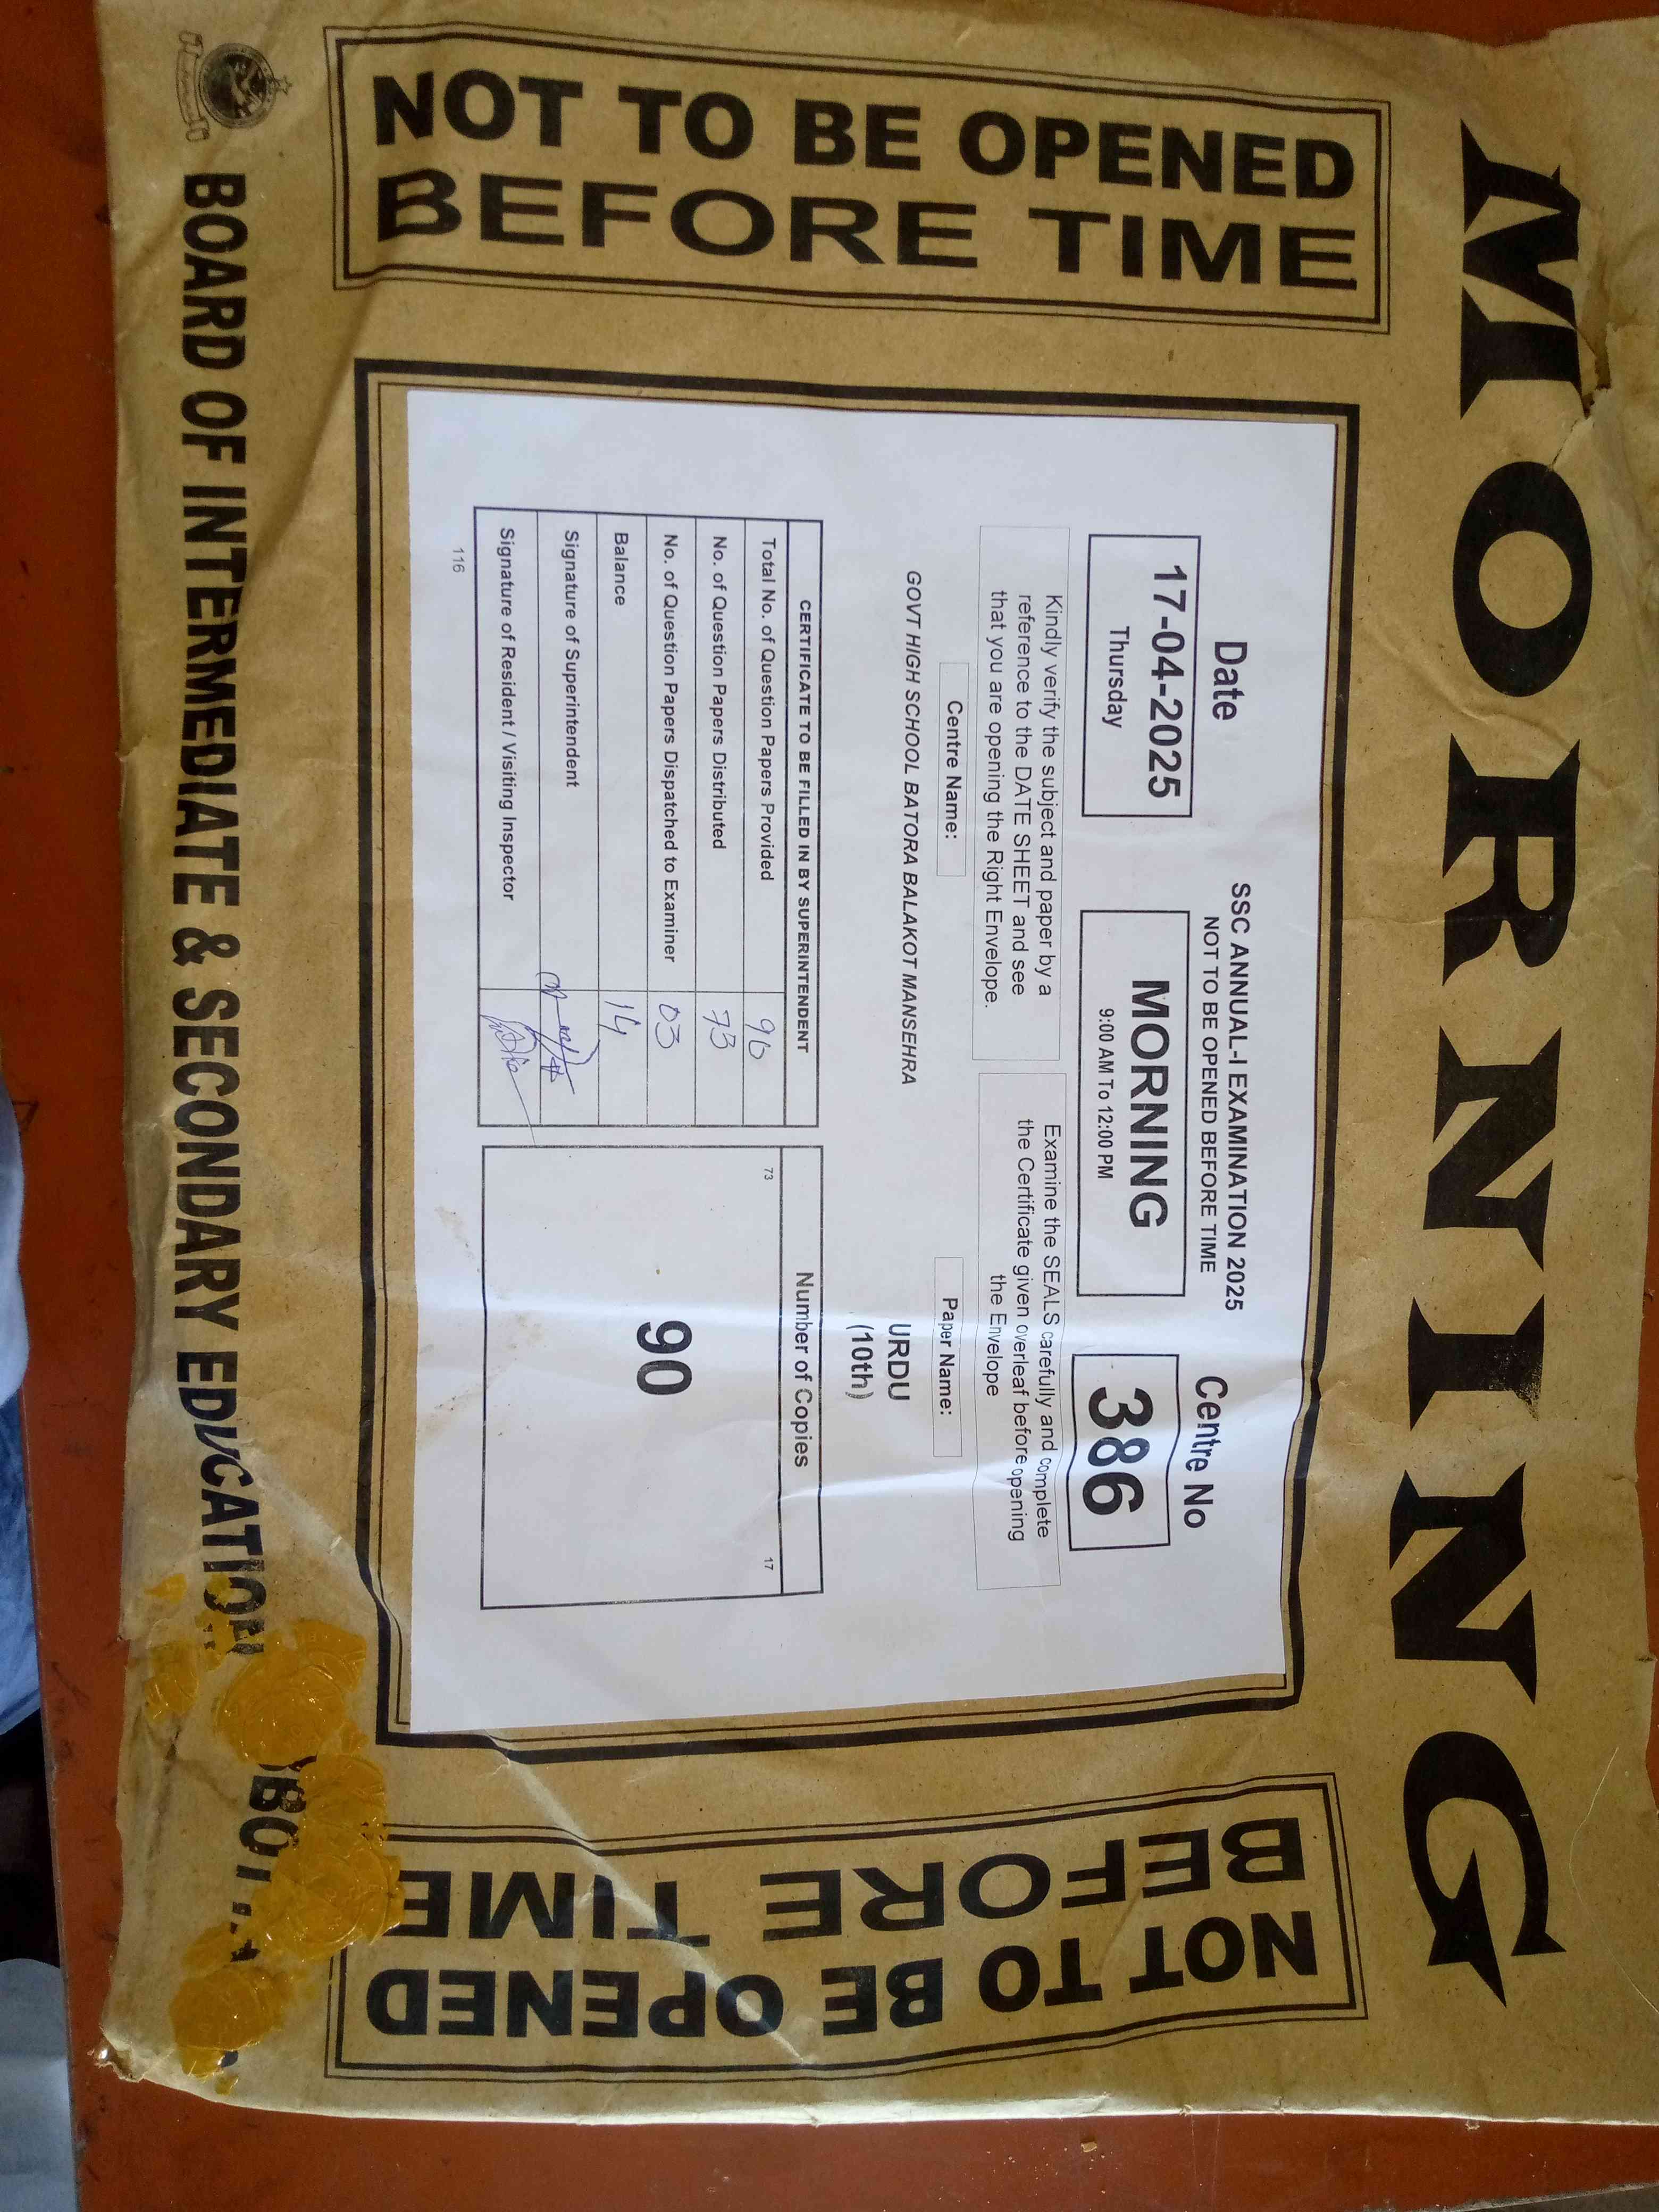 MORNING
NOT TO BE OPENED
BEFORE TIME
SSC ANNUAL-I EXAMINATION 2025
NOT TO BE OPENED BEFORE TIME
Date
17-04-2025
Thursday
MORNING
9:00 AM To 12:00 PM
Centre No
386
Kindly verify the subject and paper by a
reference to the DATE SHEET and see
that you are opening the Right Envelope.
Examine the SEALS carefully and complete
the Certificate given overleaf before opening
the Envelope
Centre Name:
GOVT HIGH SCHOOL BATORA BALAKOT MANSEHRA
Paper Name:
URDU
(10th)
CERTIFICATE TO BE FILLED IN BY SUPERINTENDENT
Total No. of Question Papers Provided 90
No. of Question Papers Distributed 73
No. of Question Papers Dispatched to Examiner 03
Balance 14
Signature of Superintendent
Signature of Resident / Visiting Inspector
116
Number of Copies
73 17
90
NOT TO BE OPENED
BEFORE TIME
BOARD OF INTERMEDIATE & SECONDARY EDUCATION